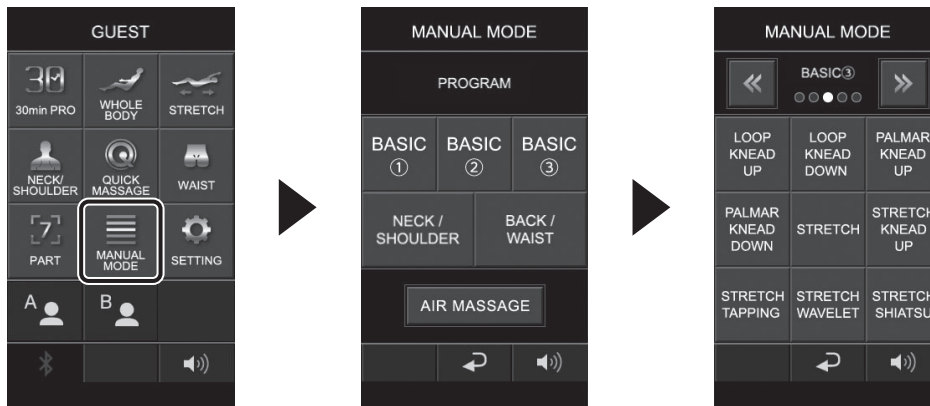 GUEST
30
30min PRO
WHOLE
BODY
STRETCH
NECK/
SHOULDER
QUICK
MASSAGE
WAIST
7
PART
MANUAL
MODE
SETTING
A
B
MANUAL MODE
PROGRAM
BASIC
①
BASIC
②
BASIC
③
NECK /
SHOULDER
BACK /
WAIST
AIR MASSAGE
MANUAL MODE
BASIC③
LOOP
KNEAD
UP
LOOP
KNEAD
DOWN
PALMAR
KNEAD
UP
PALMAR
KNEAD
DOWN
STRETCH
STRETCH
KNEAD
UP
STRETCH
TAPPING
STRETCH
WAVELET
STRETCH
SHIATSU